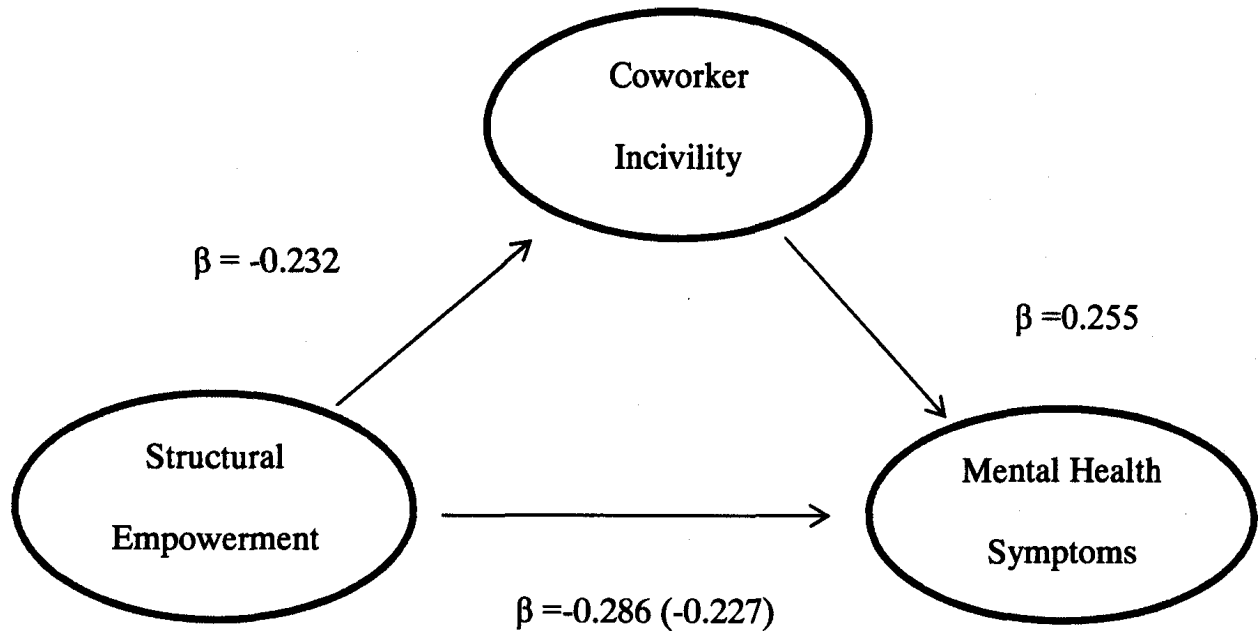 Coworker
Incivility
β = -0.232
β =0.255
Structural
Empowerment
Mental Health
Symptoms
β =-0.286 (-0.227)